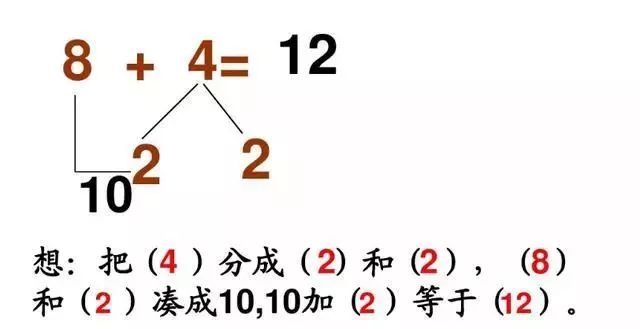 8 + 4= 12
2 2
10
想：把（4）分成（2）和（2），（8）
和（2）凑成10,10加（2）等于（12）。